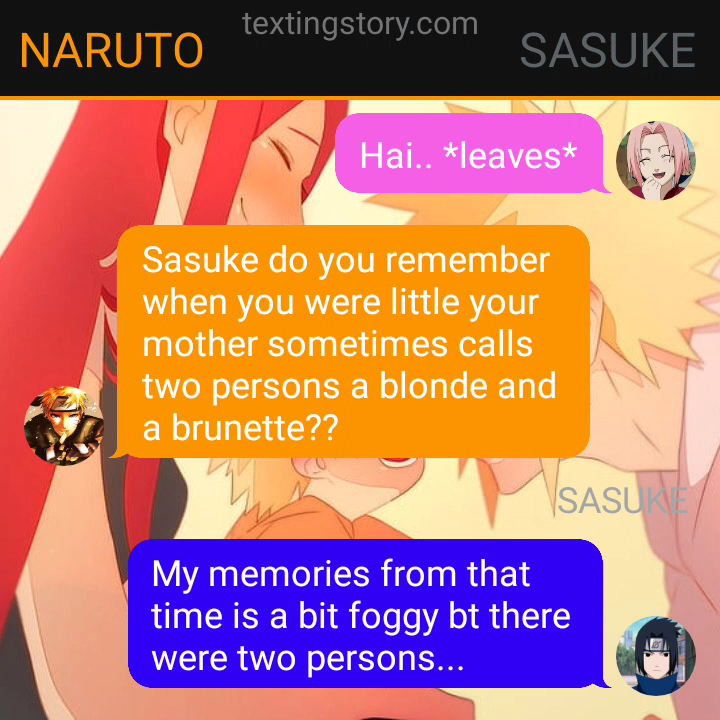 textingstory.com
NARUTO
SASUKE
Hai.. *leaves*
Sasuke do you remember
when you were little your
mother sometimes calls
two persons a blonde and
a brunette??
SASUKE
My memories from that
time is a bit foggy bt there
were two persons...